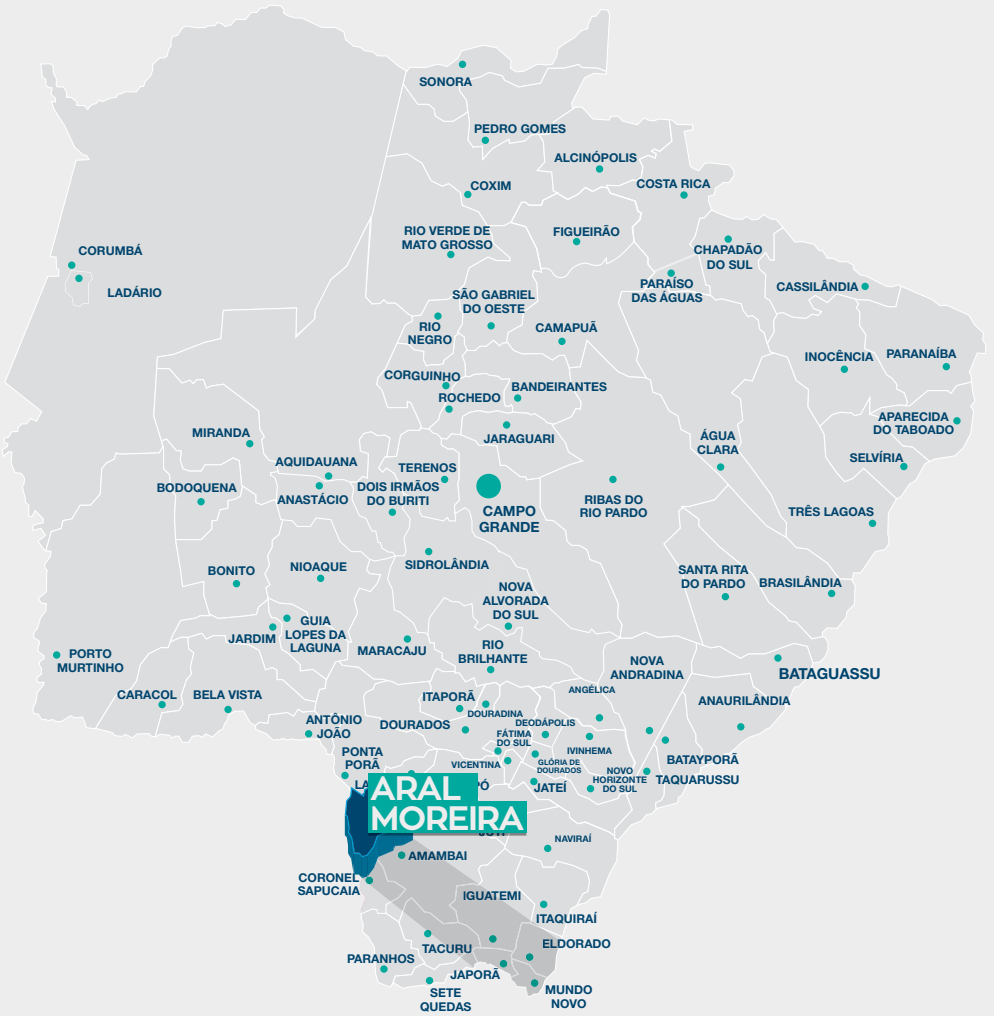 SONORA
PEDRO GOMES
ALCINÓPOLIS
COSTA RICA
COXIM
RIO VERDE DE
MATO GROSSO
FIGUEIRÃO
CHAPADÃO
DO SUL
CORUMBÁ
LADÁRIO
PARAÍSO
DAS ÁGUAS
CASSILÂNDIA
SÃO GABRIEL
DO OESTE
RIO
NEGRO
CAMAPUÃ
INOCÊNCIA
PARANAÍBA
CORGUINHO
ROCHEDO
BANDEIRANTES
APARECIDA
DO TABOADO
MIRANDA
JARAGUARI
ÁGUA
CLARA
SELVÍRIA
AQUIDAUANA
TERENOS
BODOQUENA
ANASTÁCIO
DOIS IRMÃOS
DO BURITI
CAMPO
GRANDE
RIBAS DO
RIO PARDO
TRÊS LAGOAS
BONITO
NIOAQUE
SIDROLÂNDIA
SANTA RITA
DO PARDO
BRASILÂNDIA
NOVA
ALVORADA
DO SUL
JARDIM
GUIA
LOPES DA
LAGUNA
MARACAJU
RIO
BRILHANTE
PORTO
MURTINHO
NOVA
ANDRADINA
BATAGUASSU
CARACOL
BELA VISTA
ITAPORÃ
DOURADINA
ANGÉLICA
ANAURILÂNDIA
ANTÔNIO
JOÃO
DOURADOS
DEODÁPOLIS
FÁTIMA
DO SUL
IVINHEMA
BATAYPORÃ
PONTA
PORÃ
VICENTINA
GLÓRIA DE
DOURADOS
NOVO
HORIZONTE
DO SUL
TAQUARUSSU
JATEÍ
ARAL
MOREIRA
NAVIRAÍ
AMAMBAI
CORONEL
SAPUCAIA
IGUATEMI
ITAQUIRAÍ
TACURU
ELDORADO
PARANHOS
JAPORÃ
SETE
QUEDAS
MUNDO
NOVO